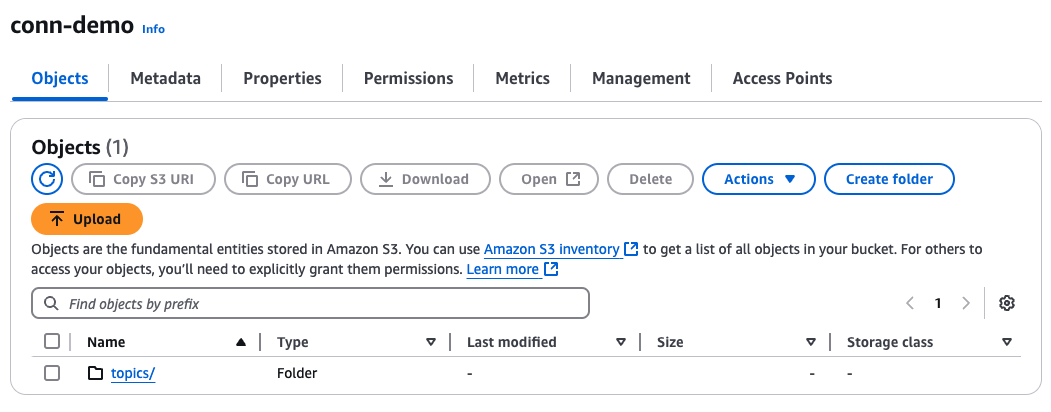 conn-demo Info
Objects Metadata Properties Permissions Metrics Management Access Points
Objects (1)
Copy S3 URI Copy URL Download Open Delete Actions Create folder
Upload
Objects are the fundamental entities stored in Amazon S3. You can use Amazon S3 inventory to get a list of all objects in your bucket. For others to
access your objects, you’ll need to explicitly grant them permissions. Learn more
Find objects by prefix 1
Name Type Last modified Size Storage class
topics/ Folder - - -